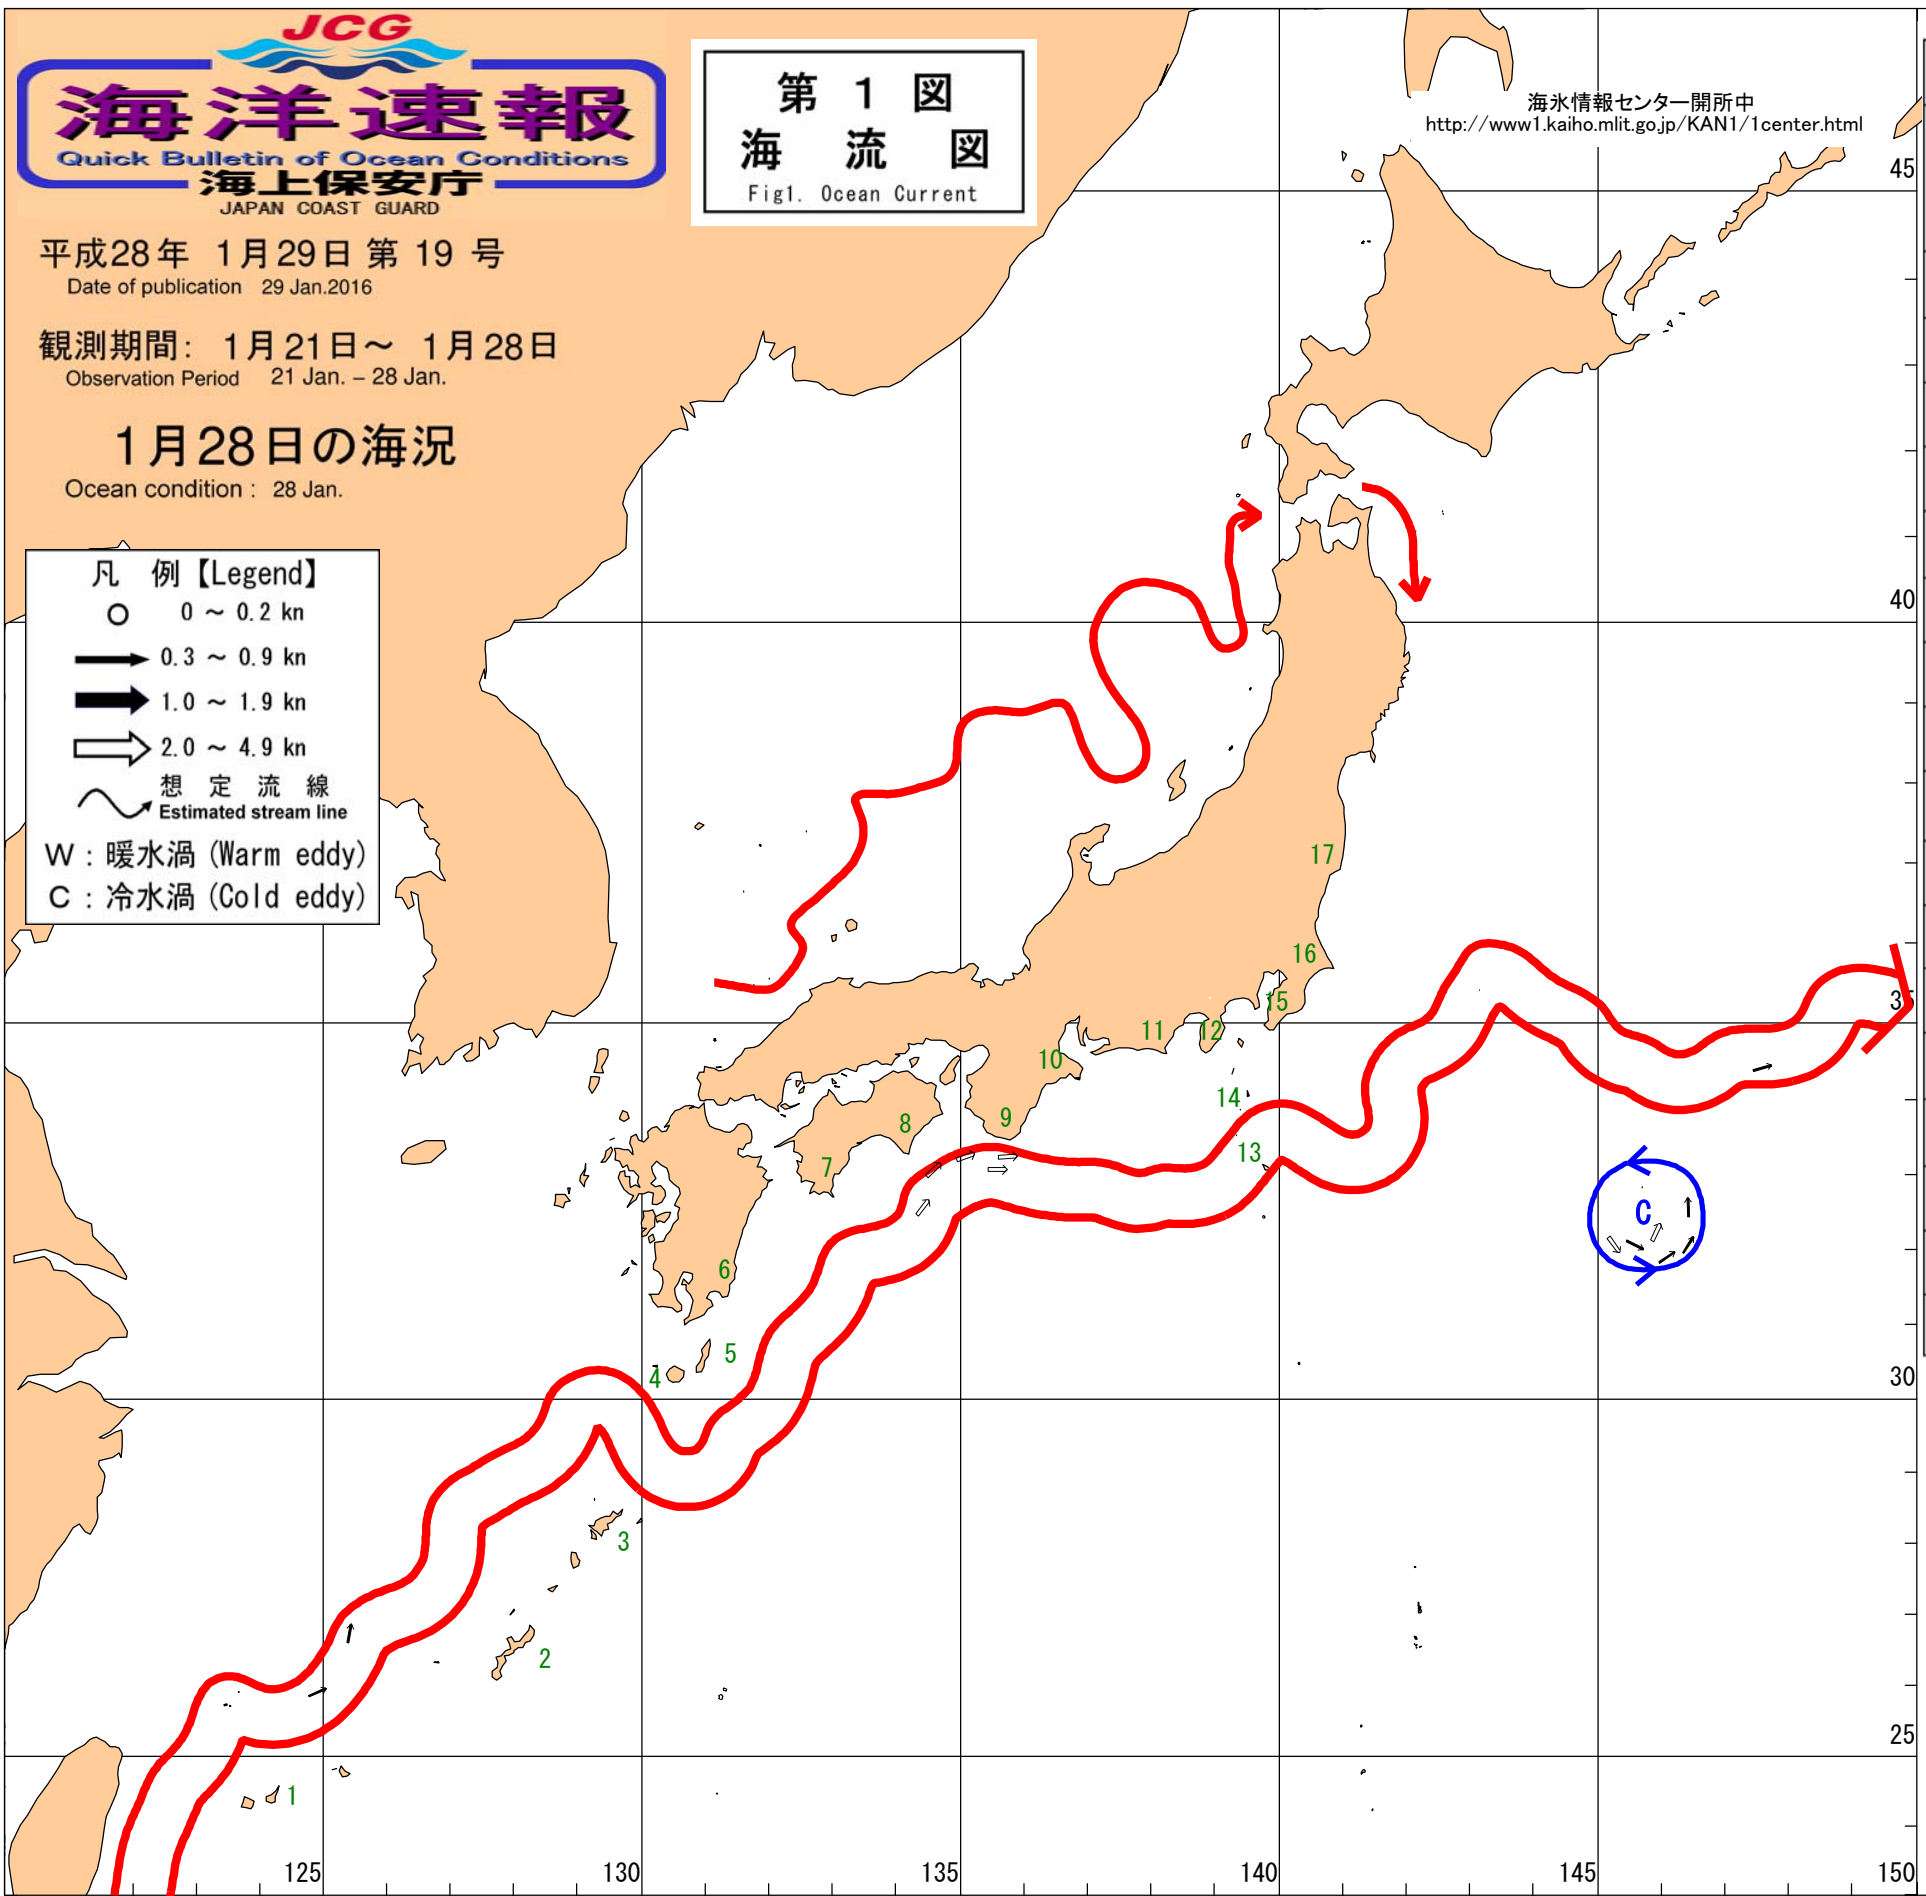 JCG
海洋速報
Quick Bulletin of Ocean Conditions
海上保安庁
JAPAN COAST GUARD
第 1 図
海 流 図
Fig1. Ocean Current
海氷情報センター開所中
http://www1.kaiho.mlit.go.jp/KAN1/1center.html
平成28年 1月29日 第 19 号
Date of publication 29 Jan.2016
観測期間: 1月21日～ 1月28日
Observation Period 21 Jan. – 28 Jan.
1月28日の海況
Ocean condition : 28 Jan.
凡 例【Legend】
0 ～ 0.2 kn
0.3 ～ 0.9 kn
1.0 ～ 1.9 kn
2.0 ～ 4.9 kn
想 定 流 線
Estimated stream line
W : 暖水渦 (Warm eddy)
C : 冷水渦 (Cold eddy)
45
40
35
30
25
17
16
15
11
12
10
14
9
8
13
7
C
6
5
4
3
2
1
125
130
135
140
145
150